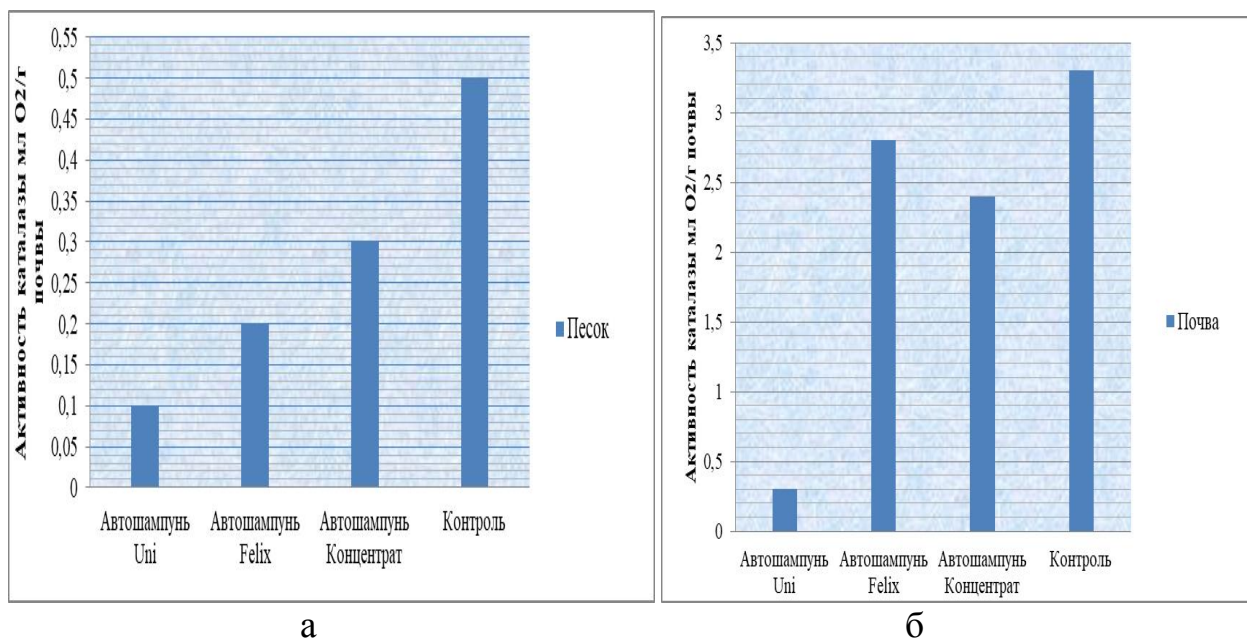 Активность каталазы мл O2/г
почвы
0,55
0,5
0,45
0,4
0,35
0,3
0,25
0,2
0,15
0,1
0,05
0
Автошампунь
Uni
Автошампунь
Felix
Автошампунь
Концентрат
Контроль
Песок
а
Активность каталазы мл O2/г почвы
3,5
3
2,5
2
1,5
1
0,5
0
Автошампунь
Uni
Автошампунь
Felix
Автошампунь
Концентрат
Контроль
Почва
б